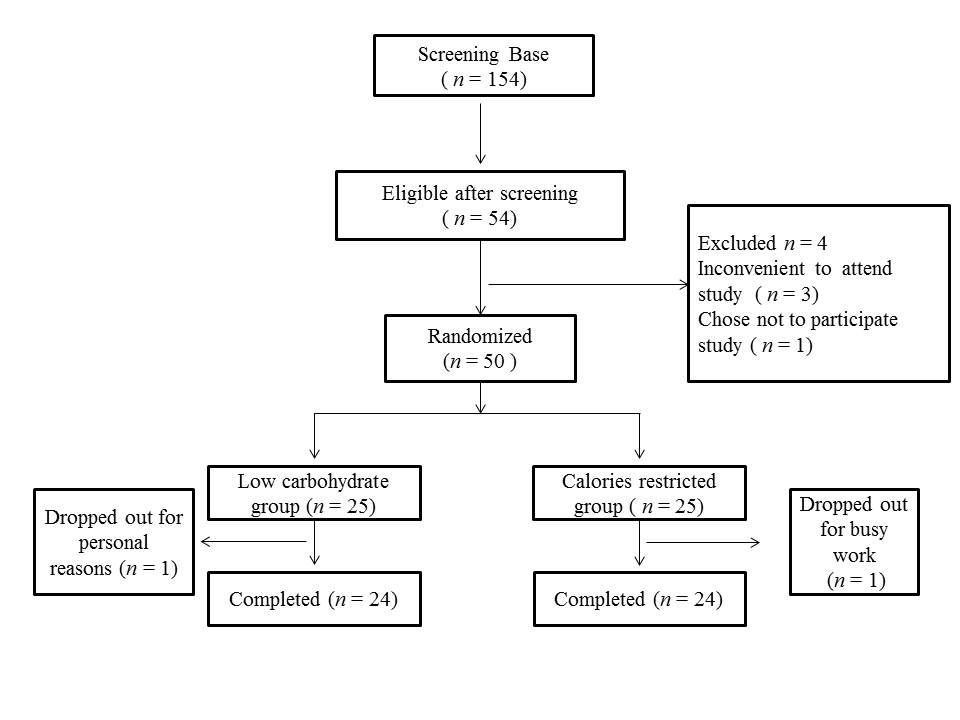 Screening Base
( n = 154)
Eligible after screening
( n = 54)
Excluded n = 4
Inconvenient to attend
study ( n = 3)
Chose not to participate
study ( n = 1)
Randomized
(n = 50 )
Low carbohydrate
group (n = 25)
Calories restricted
group ( n = 25)
Dropped out for
personal
reasons (n = 1)
Dropped out
for busy
work
(n = 1)
Completed (n = 24)
Completed (n = 24)